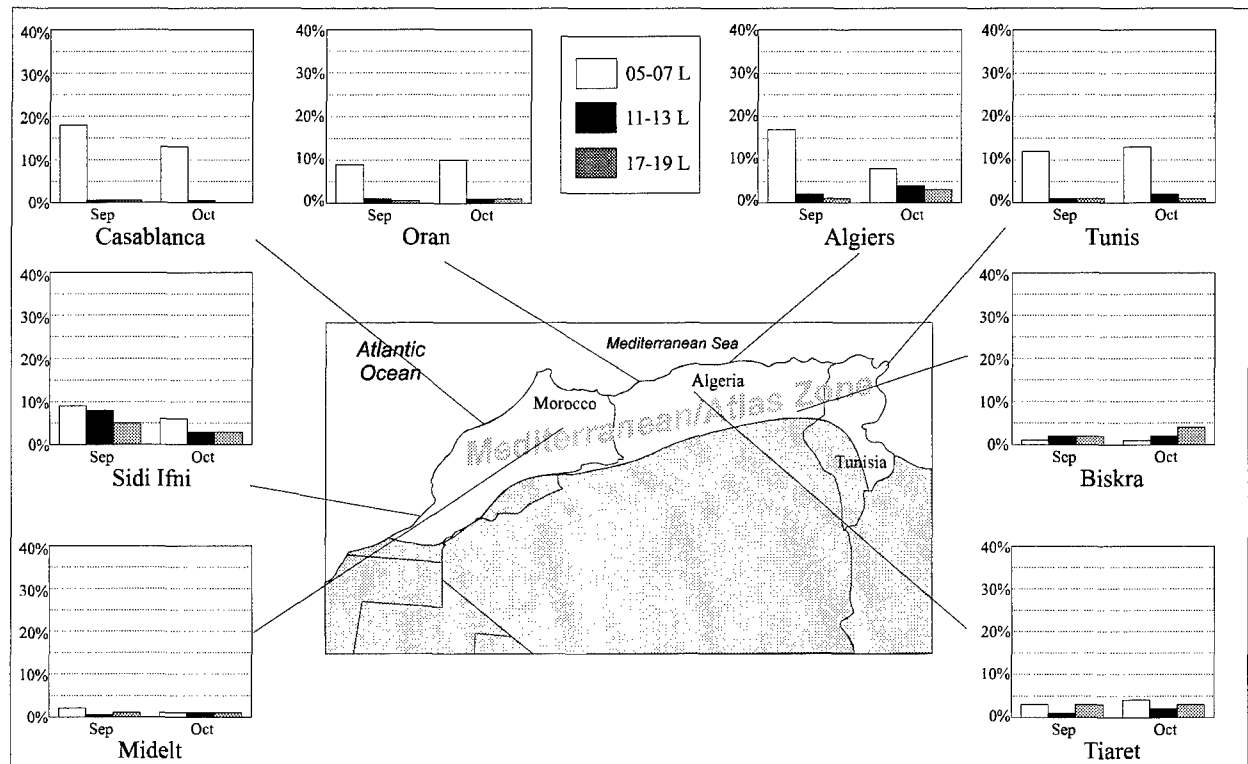 40%
30%
20%
10%
0%
Sep Oct
Casablanca
40%
30%
20%
10%
0%
Sep Oct
Oran
05-07 L
11-13 L
17-19 L
40%
30%
20%
10%
0%
Sep Oct
Algiers
40%
30%
20%
10%
0%
Sep Oct
Tunis
40%
30%
20%
10%
0%
Sep Oct
Sidi Ifni
Atlantic
Ocean
Mediterranean Sea
Morocco
Algeria
Mediterranean/Atlas Zone
Tunisia
40%
30%
20%
10%
0%
Sep Oct
Biskra
40%
30%
20%
10%
0%
Sep Oct
Midelt
40%
30%
20%
10%
0%
Sep Oct
Tiaret